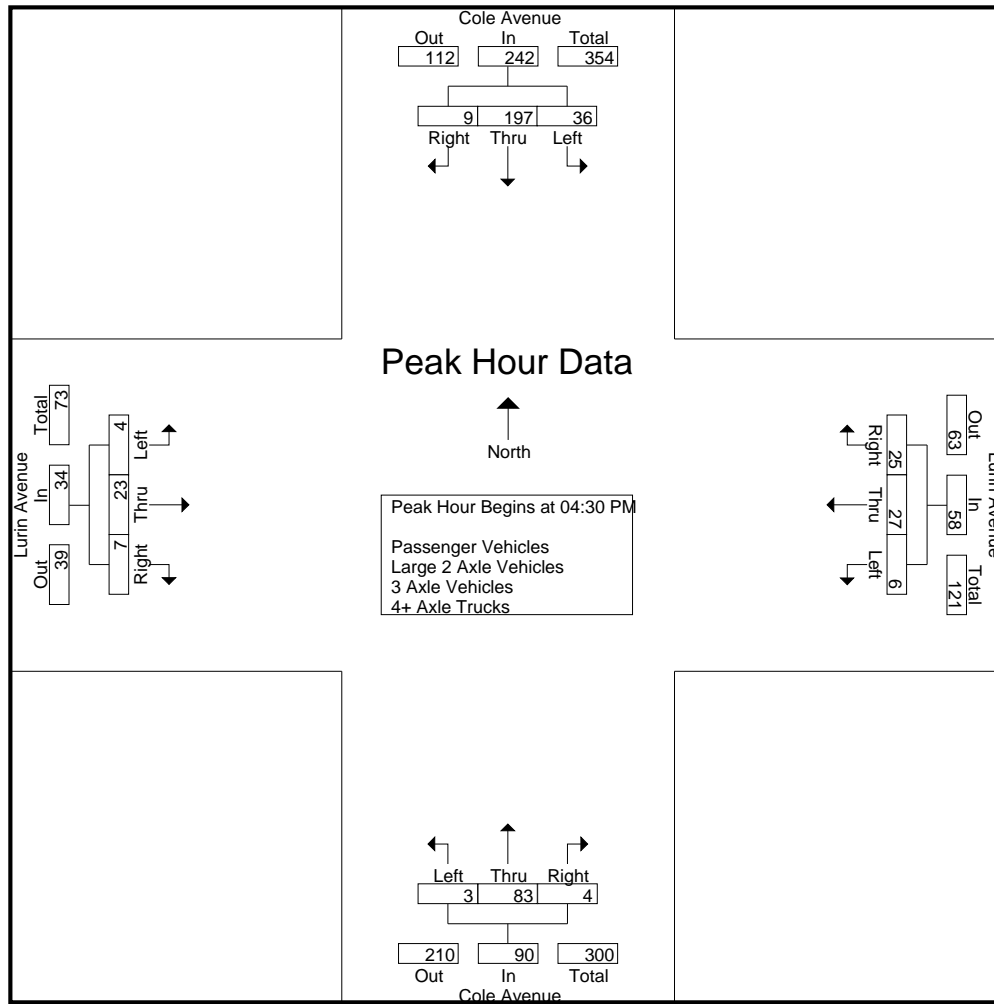 Cole Avenue
Out In Total
112 242 354
9 197 36
Right Thru Left
Peak Hour Data
North
Peak Hour Begins at 04:30 PM
Passenger Vehicles
Large 2 Axle Vehicles
3 Axle Vehicles
4+ Axle Trucks
Lurin Avenue
Out In Total
39 34 73
7 23 4
Right Thru Left
Lurin Avenue
Out In Total
63 58 121
25 27 6
Right Thru Left
Left Thru Right
3 83 4
210 90 300
Out In Total
Cole Avenue